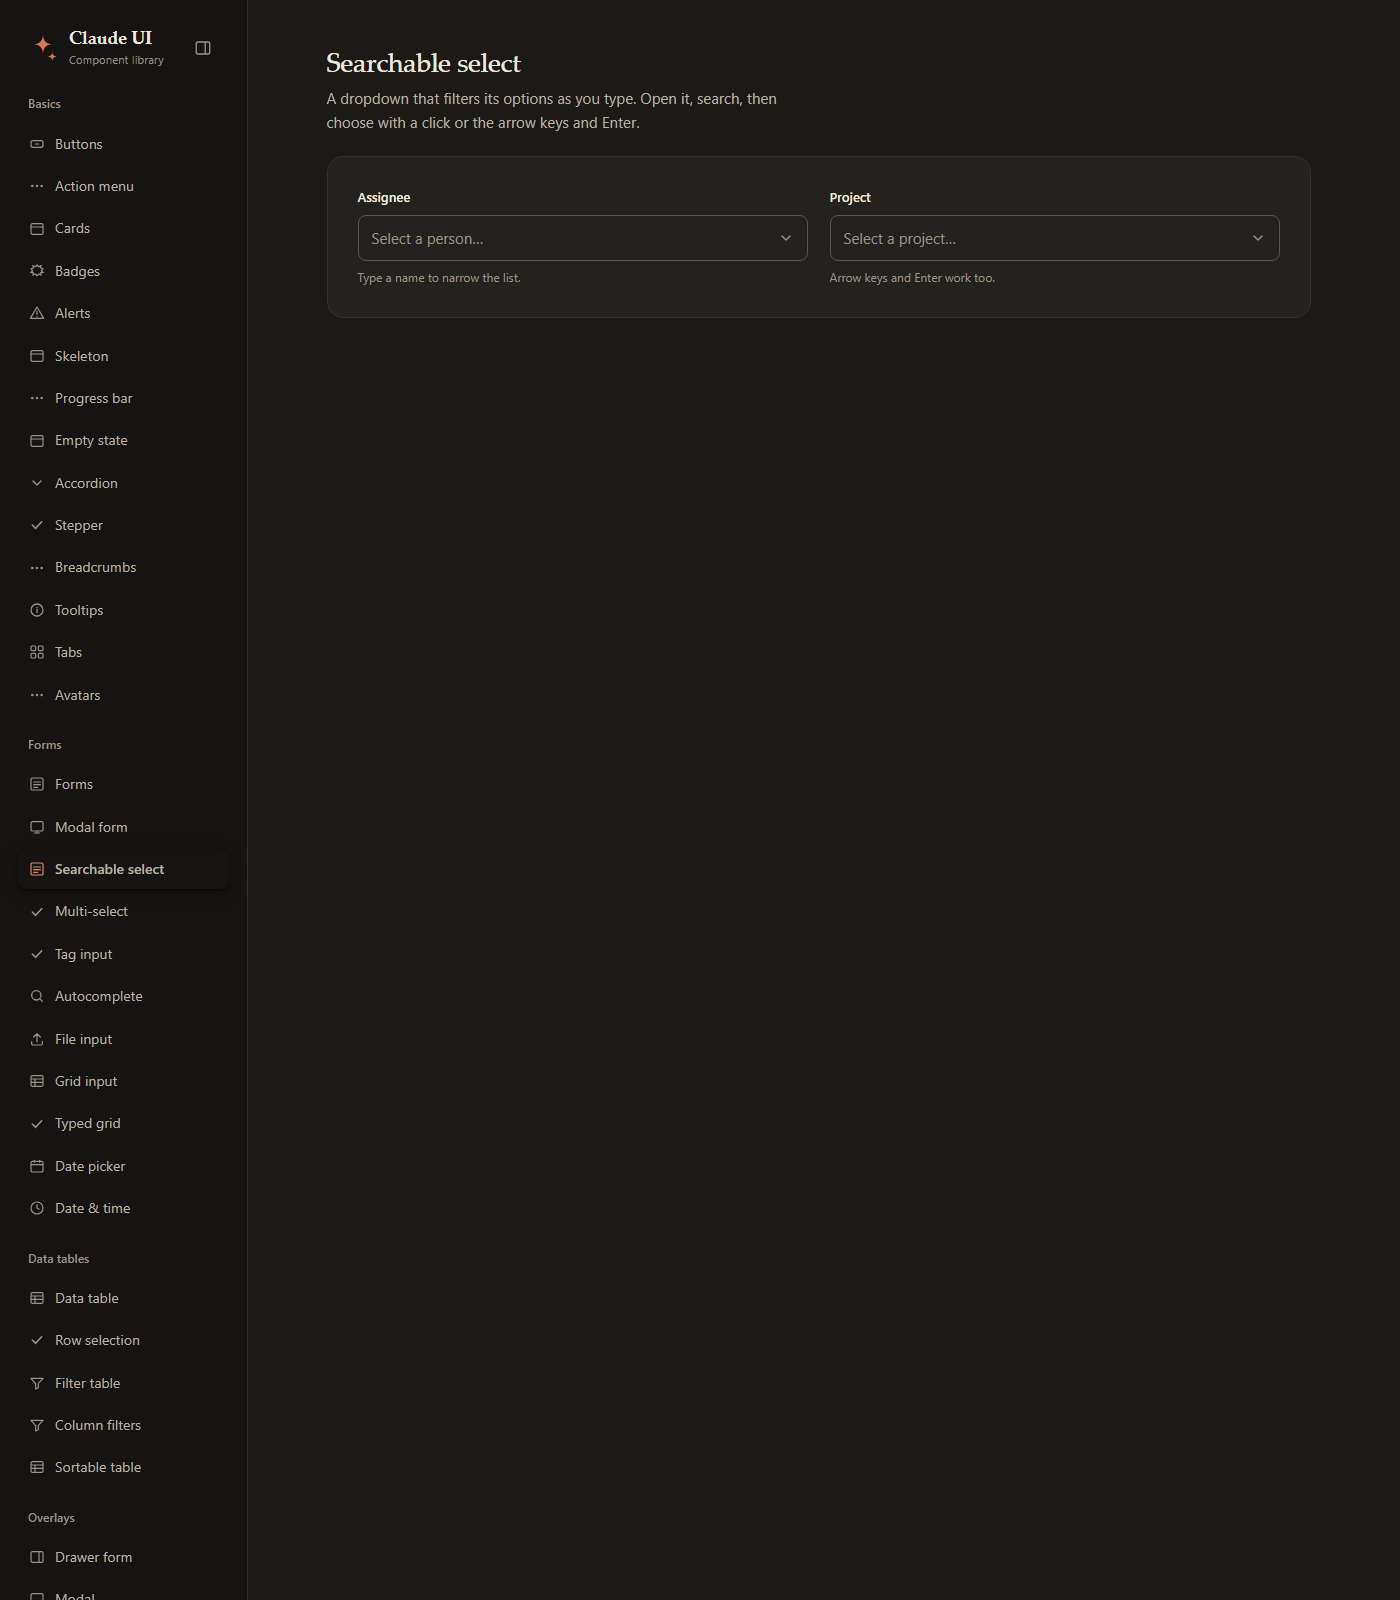 Claude UI
Component library
Basics
Buttons
Action menu
Cards
Badges
Alerts
Skeleton
Progress bar
Empty state
Accordion
Stepper
Breadcrumbs
Tooltips
Tabs
Avatars
Forms
Forms
Modal form
Searchable select
Multi-select
Tag input
Autocomplete
File input
Grid input
Typed grid
Date picker
Date & time
Data tables
Data table
Row selection
Filter table
Column filters
Sortable table
Overlays
Drawer form
Modal
Searchable select
A dropdown that filters its options as you type. Open it, search, then
choose with a click or the arrow keys and Enter.
Assignee
Select a person...
Type a name to narrow the list.
Project
Select a project...
Arrow keys and Enter work too.